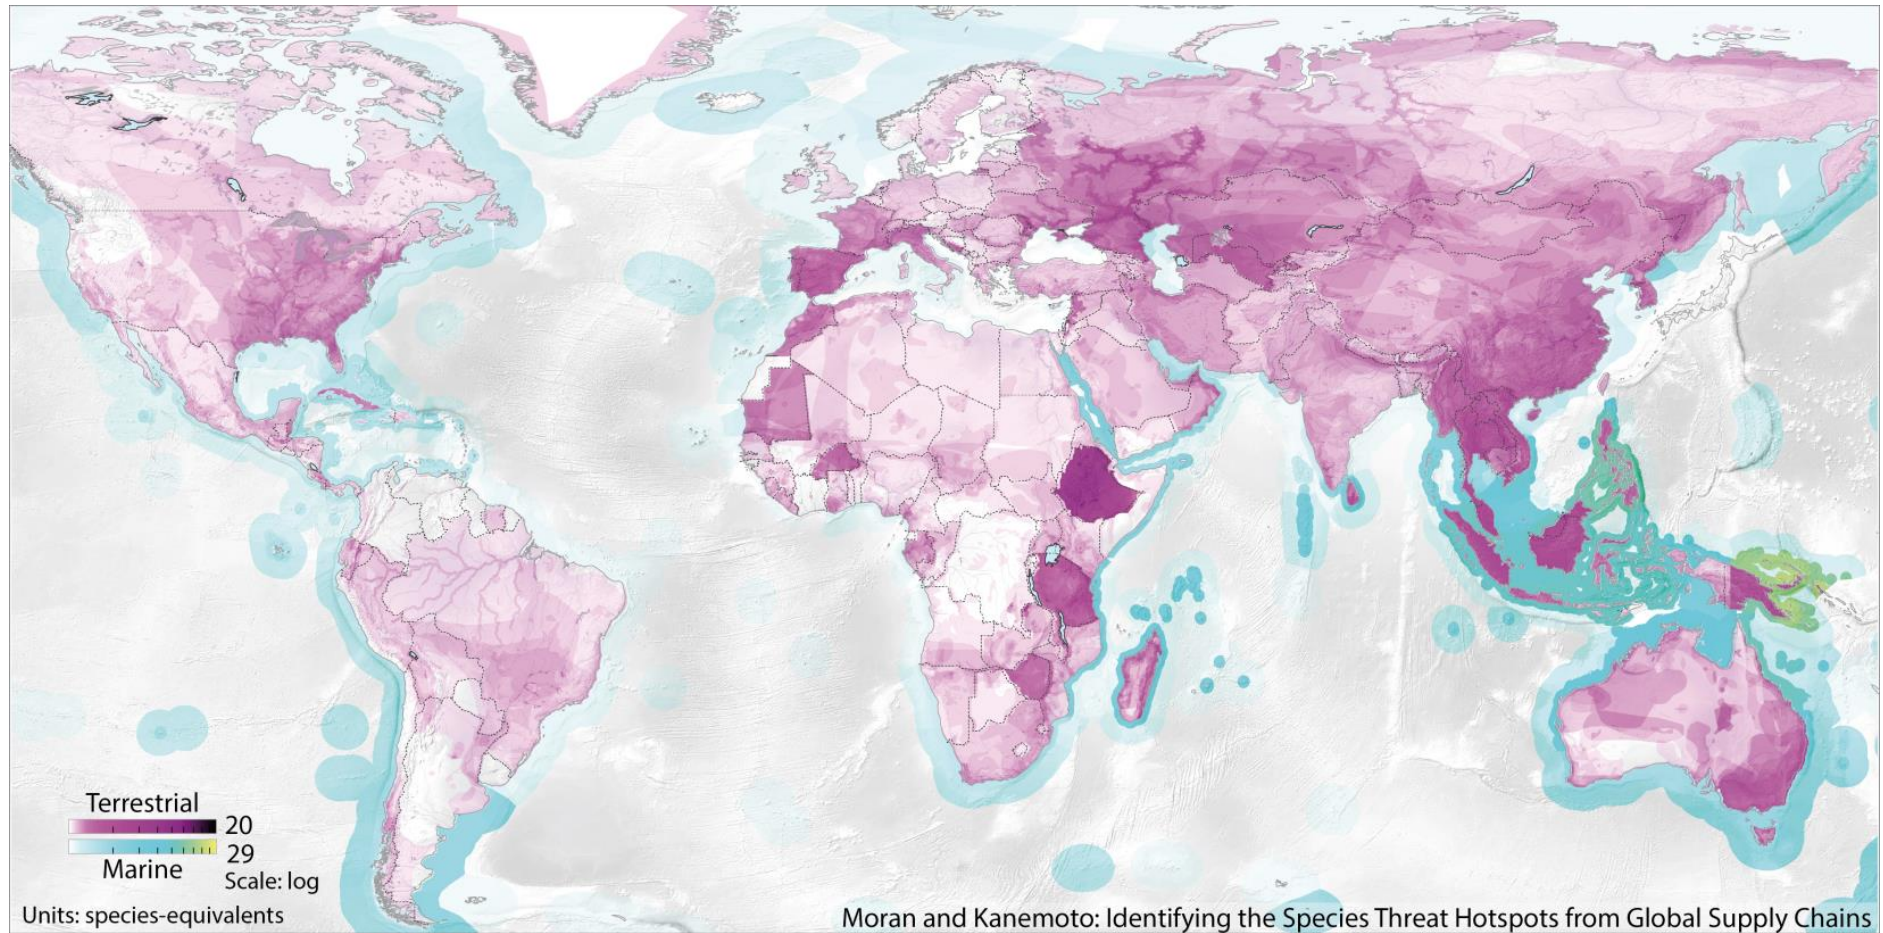 Terrestrial
20
29
Marine
Scale: log
Units: species-equivalents
Moran and Kanemoto: Identifying the Species Threat Hotspots from Global Supply Chains